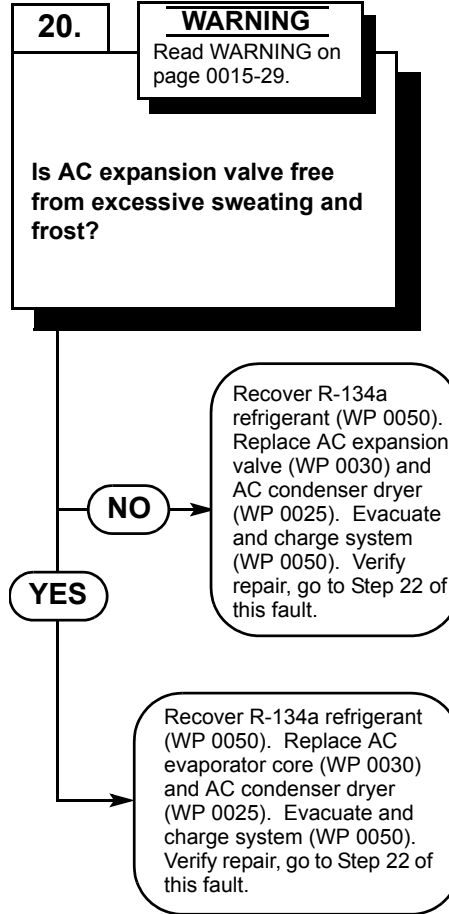 20.
WARNING
Read WARNING on
page 0015-29.
Is AC expansion valve free
from excessive sweating and
frost?
NO
Recover R-134a
refrigerant (WP 0050).
Replace AC expansion
valve (WP 0030) and
AC condenser dryer
(WP 0025).  Evacuate
and charge system
(WP 0050).  Verify
repair, go to Step 22 of
this fault.
YES
Recover R-134a refrigerant
(WP 0050).  Replace AC
evaporator core (WP 0030)
and AC condenser dryer
(WP 0025).  Evacuate and
charge system (WP 0050).
Verify repair, go to Step 22 of
this fault.